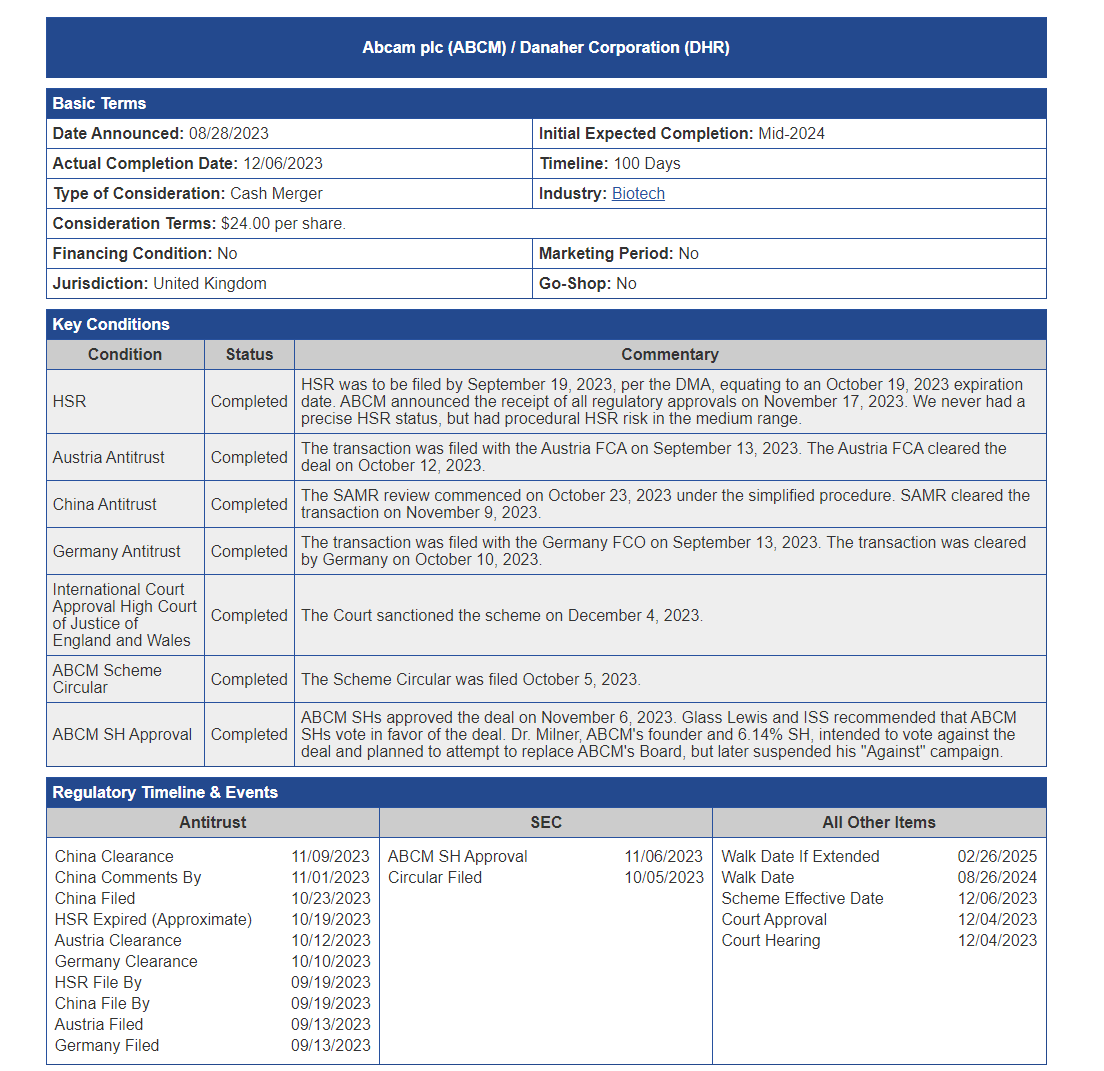 Abcam plc (ABCM) / Danaher Corporation (DHR)
Basic Terms
Date Announced: 08/28/2023
Initial Expected Completion: Mid-2024
Actual Completion Date: 12/06/2023
Timeline: 100 Days
Type of Consideration: Cash Merger
Industry: Biotech
Consideration Terms: $24.00 per share.
Financing Condition: No
Marketing Period: No
Jurisdiction: United Kingdom
Go-Shop: No
Key Conditions
Condition
Status
Commentary
HSR
Completed
HSR was to be filed by September 19, 2023, per the DMA, equating to an October 19, 2023 expiration
date. ABCM announced the receipt of all regulatory approvals on November 17, 2023. We never had a
precise HSR status, but had procedural HSR risk in the medium range.
Austria Antitrust
Completed
The transaction was filed with the Austria FCA on September 13, 2023. The Austria FCA cleared the
deal on October 12, 2023.
China Antitrust
Completed
The SAMR review commenced on October 23, 2023 under the simplified procedure. SAMR cleared the
transaction on November 9, 2023.
Germany Antitrust
Completed
The transaction was filed with the Germany FCO on September 13, 2023. The transaction was cleared
by Germany on October 10, 2023.
International Court
Approval High Court
of Justice of
England and Wales
Completed
The Court sanctioned the scheme on December 4, 2023.
ABCM Scheme
Circular
Completed
The Scheme Circular was filed October 5, 2023.
ABCM SH Approval
Completed
ABCM SHs approved the deal on November 6, 2023. Glass Lewis and ISS recommended that ABCM
SHs vote in favor of the deal. Dr. Milner, ABCM's founder and 6.14% SH, intended to vote against the
deal and planned to attempt to replace ABCM's Board, but later suspended his "Against" campaign.
Regulatory Timeline & Events
Antitrust
China Clearance 11/09/2023
China Comments By 11/01/2023
China Filed 10/23/2023
HSR Expired (Approximate) 10/19/2023
Austria Clearance 10/12/2023
Germany Clearance 10/10/2023
HSR File By 09/19/2023
China File By 09/19/2023
Austria Filed 09/13/2023
Germany Filed 09/13/2023
SEC
ABCM SH Approval 11/06/2023
Circular Filed 10/05/2023
All Other Items
Walk Date If Extended 02/26/2025
Walk Date 08/26/2024
Scheme Effective Date 12/06/2023
Court Approval 12/04/2023
Court Hearing 12/04/2023